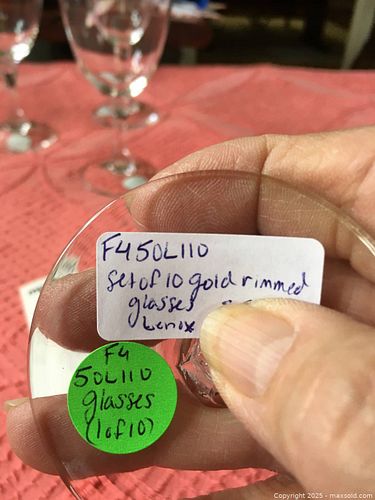 F450L110
Set of 10 gold rimmed
glasses
Lenox
F4
50L110
glasses
(1 of 10)
Copyright © 2025 - maxsold.com